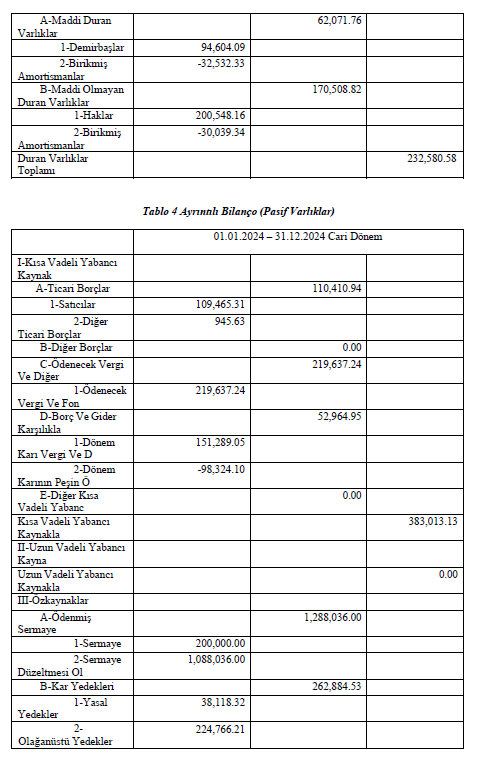 A-Maddi Duran 62,071.76
Varlıklar
1-Demirbaşlar 94,604.09
2-Birikmiş -32,532.33
Amortismanlar
B-Maddi Olmayan 170,508.82
Duran Varlıklar
1-Haklar 200,548.16
2-Birikmiş -30,039.34
Amortismanlar
Duran Varlıklar 232,580.58
Toplamı
Tablo 4 Ayrıntılı Bilanço (Pasif Varlıklar)
01.01.2024 – 31.12.2024 Cari Dönem
I-Kısa Vadeli Yabancı
Kaynak
A-Ticari Borçlar 110,410.94
1-Satıcılar 109,465.31
2-Diğer 945.63
Ticari Borçlar
B-Diğer Borçlar 0.00
C-Ödenecek Vergi 219,637.24
Ve Diğer
1-Ödenecek 219,637.24
Vergi Ve Fon
D-Borç Ve Gider 52,964.95
Karşılıkla
1-Dönem 151,289.05
Karı Vergi Ve D
2-Dönem -98,324.10
Karının Peşin Ö
E-Diğer Kısa 0.00
Vadeli Yabanc
Kısa Vadeli Yabancı 383,013.13
Kaynakla
II-Uzun Vadeli Yabancı
Kayna
Uzun Vadeli Yabancı 0.00
Kaynakla
III-Özkaynaklar
A-Ödenmiş 1,288,036.00
Sermaye
1-Sermaye 200,000.00
2-Sermaye 1,088,036.00
Düzeltmesi Ol
B-Kar Yedekleri 262,884.53
1-Yasal 38,118.32
Yedekler
2- 224,766.21
Olağanüstü Yedekler